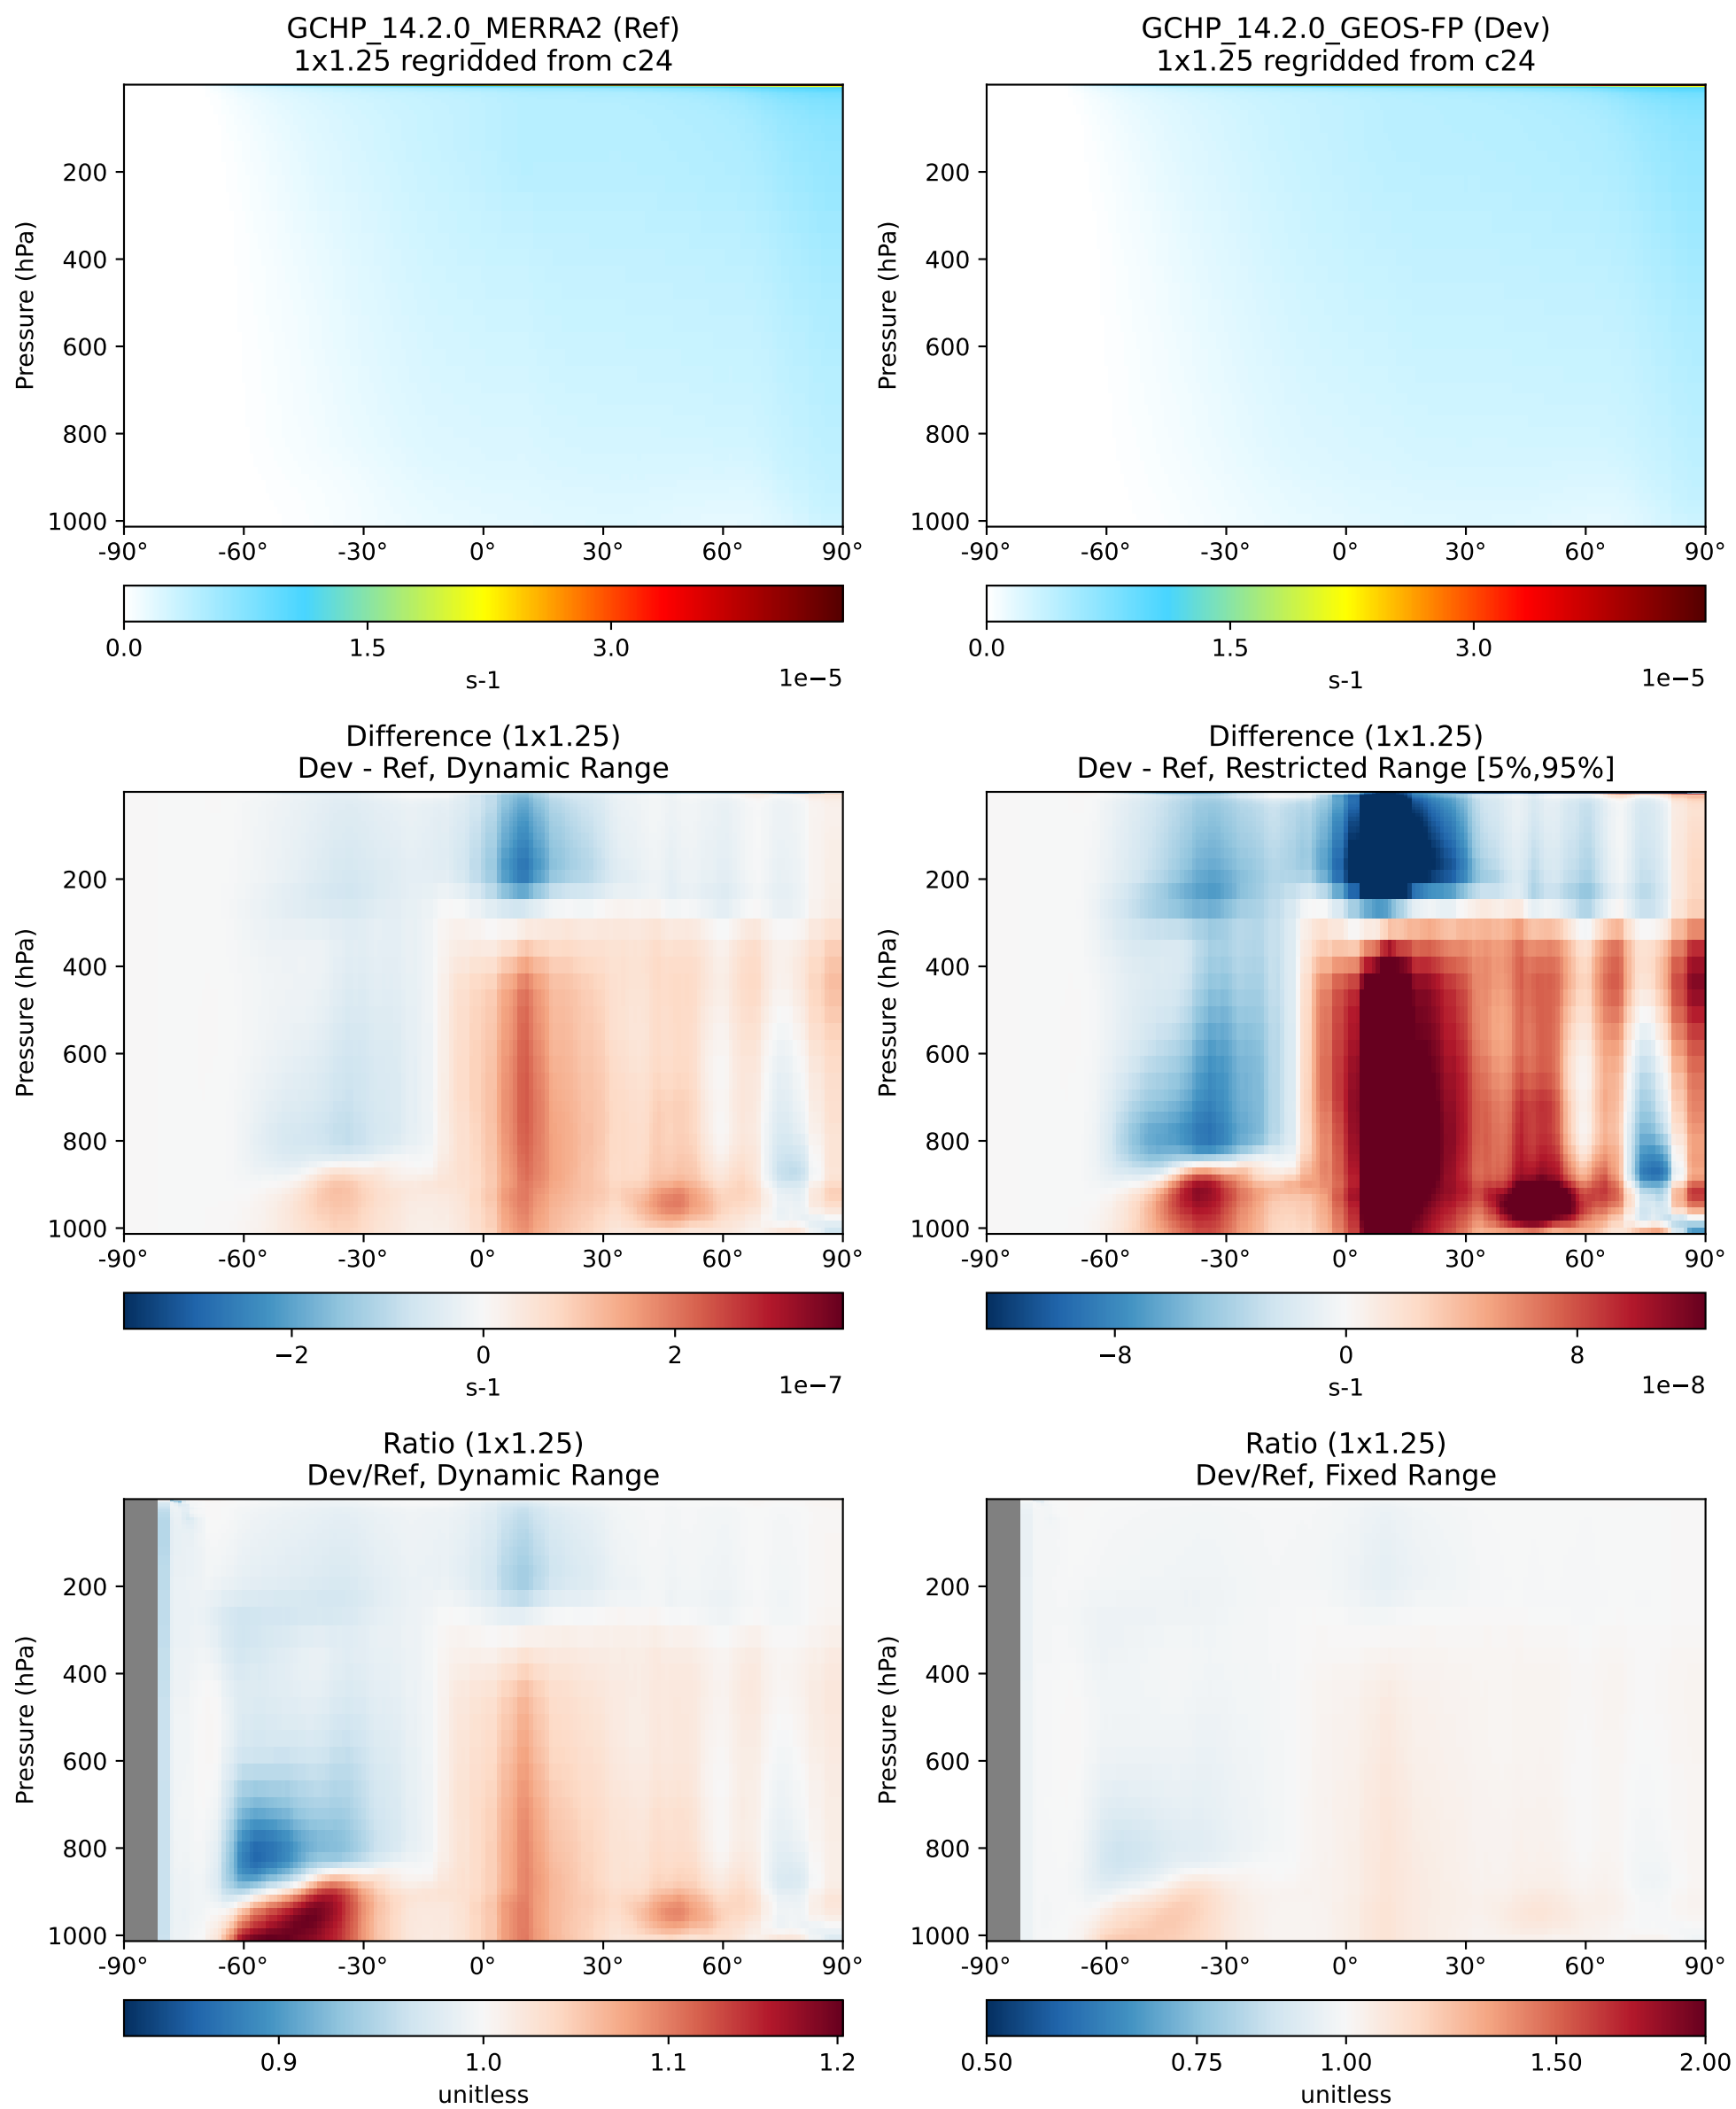 GCHP_14.2.0_MERRA2 (Ref)
1x1.25 regridded from c24
Pressure (hPa)
200
400
600
800
1000
-90° -60° -30° 0° 30° 60° 90°
0.0 1.5 3.0
s-1 1e−5
GCHP_14.2.0_GEOS-FP (Dev)
1x1.25 regridded from c24
Pressure (hPa)
200
400
600
800
1000
-90° -60° -30° 0° 30° 60° 90°
0.0 1.5 3.0
s-1 1e−5
Difference (1x1.25)
Dev - Ref, Dynamic Range
Pressure (hPa)
200
400
600
800
1000
-90° -60° -30° 0° 30° 60° 90°
−2 0 2
s-1 1e−7
Difference (1x1.25)
Dev - Ref, Restricted Range [5%,95%]
Pressure (hPa)
200
400
600
800
1000
-90° -60° -30° 0° 30° 60° 90°
−8 0 8
s-1 1e−8
Ratio (1x1.25)
Dev/Ref, Dynamic Range
Pressure (hPa)
200
400
600
800
1000
-90° -60° -30° 0° 30° 60° 90°
0.9 1.0 1.1 1.2
unitless
Ratio (1x1.25)
Dev/Ref, Fixed Range
Pressure (hPa)
200
400
600
800
1000
-90° -60° -30° 0° 30° 60° 90°
0.50 0.75 1.00 1.50 2.00
unitless